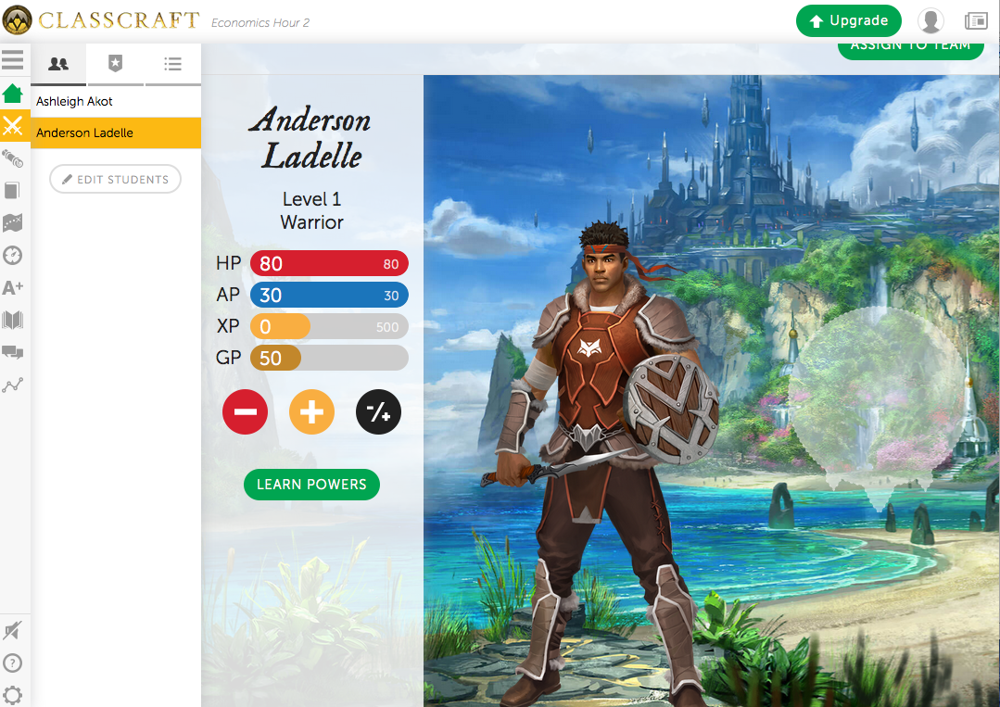 CLASSCRAFT
Economics Hour 2
Upgrade
ASSIGN TO TEAM
Ashleigh Akot
Anderson Ladelle
EDIT STUDENTS
Anderson
Ladelle
Level 1
Warrior
HP 80 80
AP 30 30
XP 0 500
GP 50
LEARN POWERS
A+
?